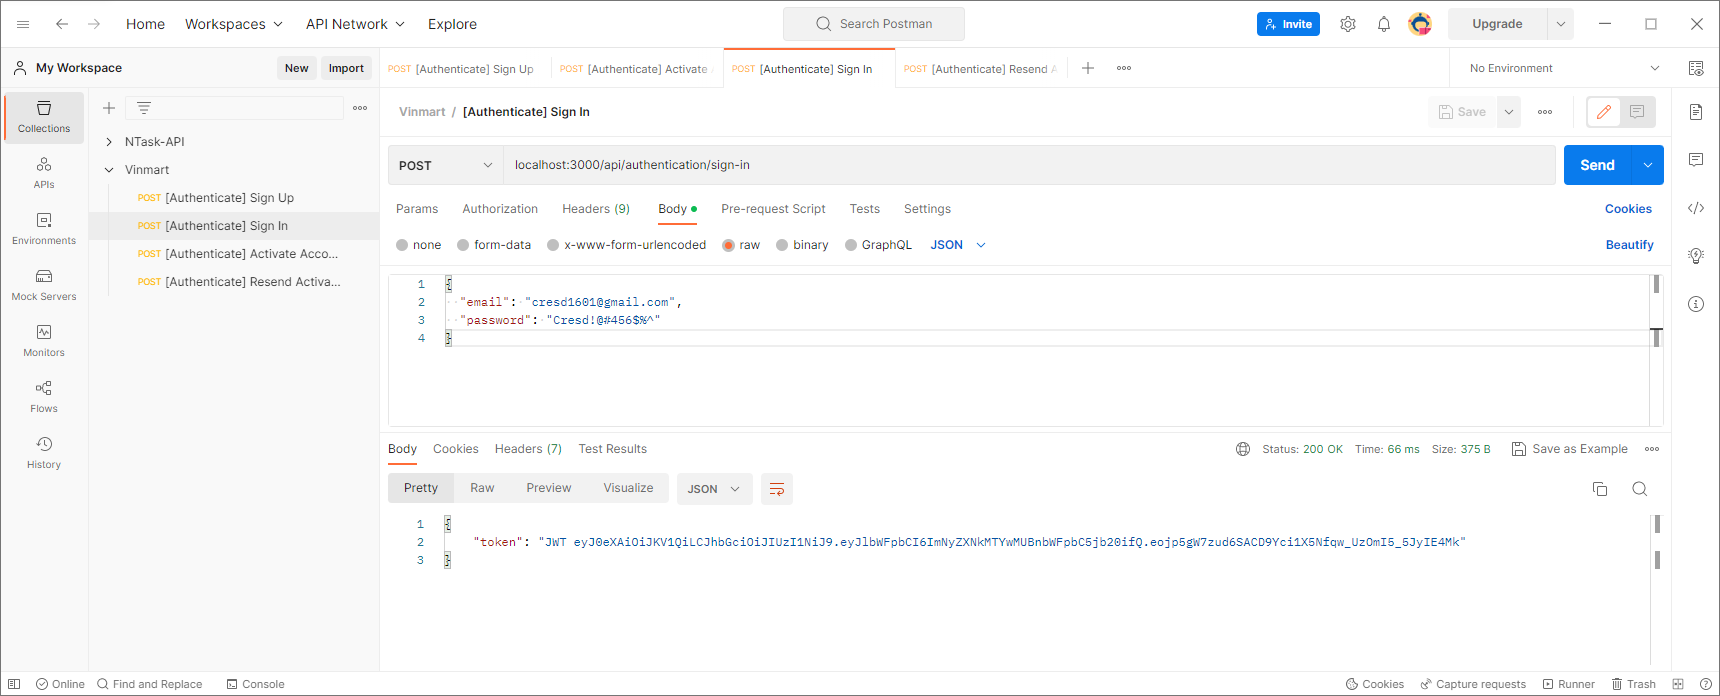 Home Workspaces API Network Explore Search Postman Invite Upgrade
My Workspace New Import
POST [Authenticate] Sign Up POST [Authenticate] Activate POST [Authenticate] Sign In POST [Authenticate] Resend No Environment
Collections
APIs
Environments
Mock Servers
Monitors
Flows
History
NTask-API
Vinmart
POST [Authenticate] Sign Up
POST [Authenticate] Sign In
POST [Authenticate] Activate Acco...
POST [Authenticate] Resend Activa...
Vinmart / [Authenticate] Sign In Save
POST localhost:3000/api/authentication/sign-in Send
Params Authorization Headers (9) Body Pre-request Script Tests Settings Cookies
none form-data x-www-form-urlencoded raw binary GraphQL JSON Beautify
1 {
2 "email": "cresd1601@gmail.com",
3 "password": "Cresd!@#456$%^"
4 }
Body Cookies Headers (7) Test Results Status: 200 OK Time: 66 ms Size: 375 B Save as Example
Pretty Raw Preview Visualize JSON
1 {
2 "token": "JWT eyJ0eXAiOiJKV1QiLCJhbGciOiJIUzI1NiJ9.eyJlbWFpbCI6ImNyZXNkMTYwMUBnbWFpbC5jb20ifQ.eojp5gW7zud6SACD9Yci1X5Nfqw_UzOmI5_5JyIE4Mk"
3 }
Online Find and Replace Console Cookies Capture requests Runner Trash